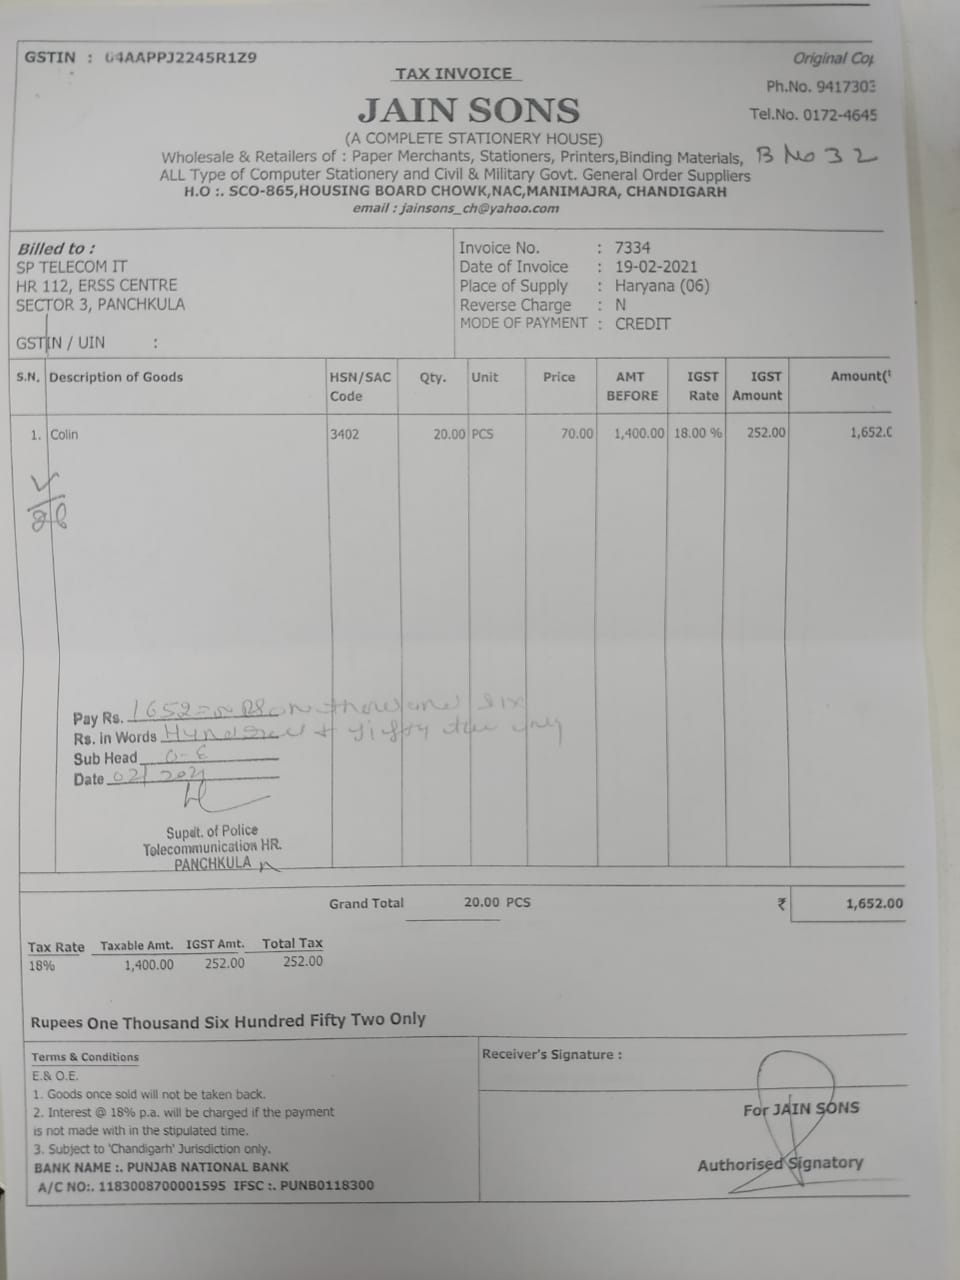 GSTIN : 04AAPPJ2245R1Z9
Original Cop
TAX INVOICE
Ph.No. 9417303
JAIN SONS
Tel.No. 0172-4645
(A COMPLETE STATIONERY HOUSE)
Wholesale & Retailers of : Paper Merchants, Stationers, Printers,Binding Materials,
B No 32
ALL Type of Computer Stationery and Civil & Military Govt. General Order Suppliers
H.O :. SCO-865,HOUSING BOARD CHOWK,NAC,MANIMAJRA, CHANDIGARH
email : jainsons_ch@yahoo.com
Billed to :
SP TELECOM IT
HR 112, ERSS CENTRE
SECTOR 3, PANCHKULA
GSTIN / UIN :
Invoice No. : 7334
Date of Invoice : 19-02-2021
Place of Supply : Haryana (06)
Reverse Charge : N
MODE OF PAYMENT : CREDIT
S.N. Description of Goods HSN/SAC Code Qty. Unit Price AMT BEFORE IGST Rate IGST Amount Amount(
1. Colin 3402 20.00 PCS 70.00 1,400.00 18.00 % 252.00 1,652.0
Pay Rs. 1652=00 Rs one thousand six
Rs. In Words Hundred + fifty two only
Sub Head O-E
Date 02/2021
Supdt. of Police
Telecommunication HR.
PANCHKULA
Grand Total 20.00 PCS ₹ 1,652.00
Tax Rate Taxable Amt. IGST Amt. Total Tax
18% 1,400.00 252.00 252.00
Rupees One Thousand Six Hundred Fifty Two Only
Terms & Conditions
E.& O.E.
1. Goods once sold will not be taken back.
2. Interest @ 18% p.a. will be charged if the payment
is not made with in the stipulated time.
3. Subject to 'Chandigarh' Jurisdiction only.
BANK NAME :. PUNJAB NATIONAL BANK
A/C NO:. 1183008700001595 IFSC :. PUNB0118300
Receiver's Signature :
For JAIN SONS
Authorised Signatory